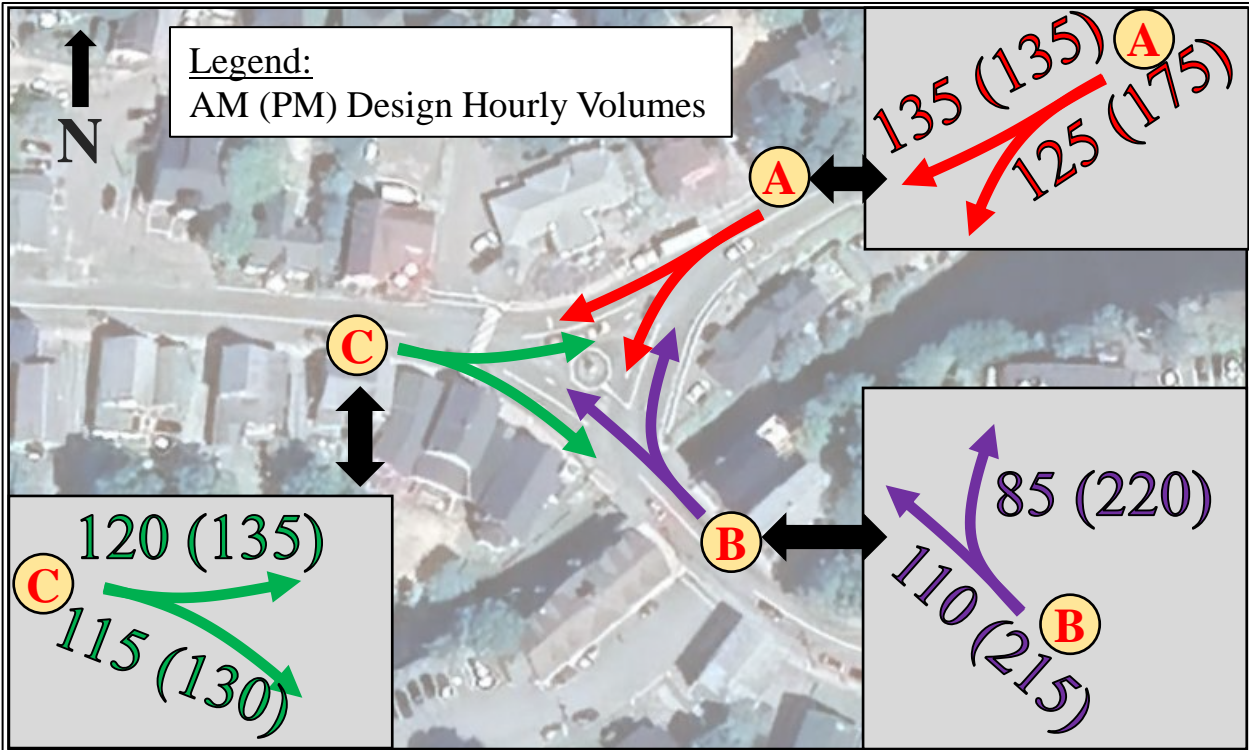 Legend:
AM (PM) Design Hourly Volumes
N
A
135 (135)
125 (175)
A
C
B
120 (135)
C
115 (130)
85 (220)
110 (215)
B